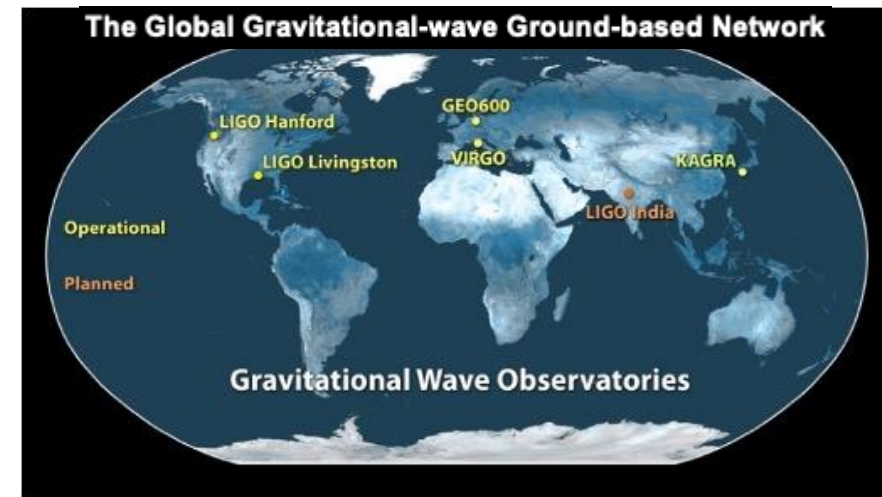 The Global Gravitational-wave Ground-based Network
GEO600
LIGO Hanford
VIRGO
LIGO Livingston
KAGRA
LIGO India
Operational
Planned
Gravitational Wave Observatories